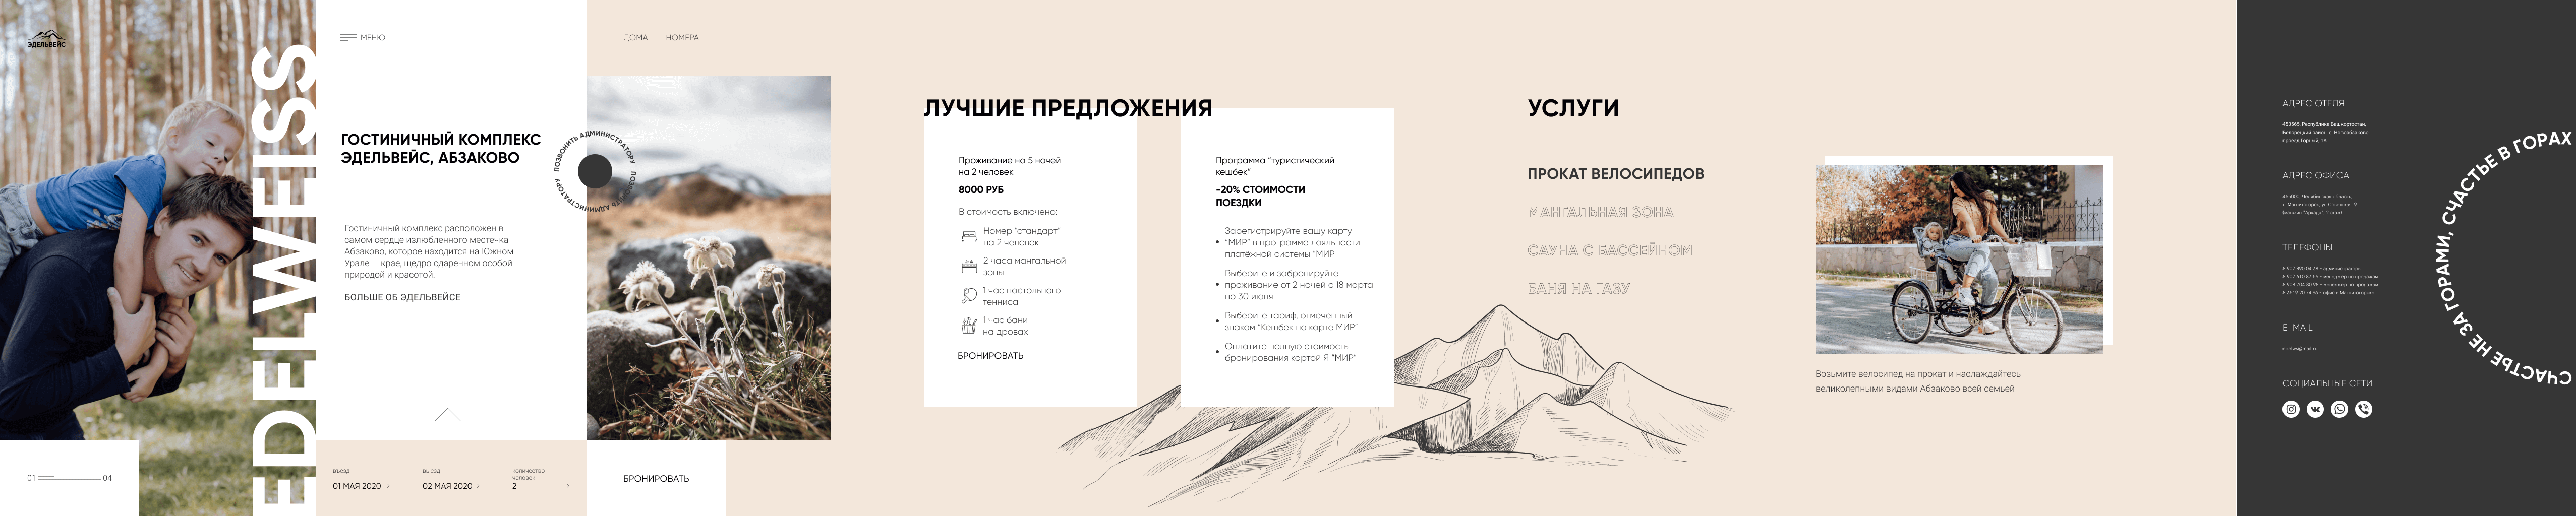 ЭДЕЛЬВЕЙС
EDELWEISS
01
04
МЕНЮ
ГОСТИНИЧНЫЙ КОМПЛЕКС
ЭДЕЛЬВЕЙС, АБЗАКОВО
ПОЗВОНИТЬ АДМИНИСТРАТОРУ ПОЗВОНИТЬ АДМИНИСТРАТОРУ
Гостиничный комплекс расположен в
самом сердце излюбленного местечка
Абзаково, которое находится на Южном
Урале — крае, щедро одаренном особой
природой и красотой.
БОЛЬШЕ ОБ ЭДЕЛЬВЕЙСЕ
въезд
01 МАЯ 2020
выезд
02 МАЯ 2020
количество
человек
2
БРОНИРОВАТЬ
ДОМА | НОМЕРА
ЛУЧШИЕ ПРЕДЛОЖЕНИЯ
Проживание на 5 ночей
на 2 человек
8000 РУБ
В стоимость включено:
Номер "стандарт"
на 2 человек
2 часа мангальной
зоны
1 час настольного
тенниса
1 час бани
на дровах
БРОНИРОВАТЬ
Программа "туристический
кешбек"
-20% СТОИМОСТИ
ПОЕЗДКИ
Зарегистрируйте вашу карту
"МИР" в программе лояльности
платёжной системы "МИР
Выберите и забронируйте
проживание от 2 ночей с 18 марта
по 30 июня
Выберите тариф, отмеченный
знаком "Кешбек по карте МИР"
Оплатите полную стоимость
бронирования картой Я "МИР"
УСЛУГИ
ПРОКАТ ВЕЛОСИПЕДОВ
МАНГАЛЬНАЯ ЗОНА
САУНА С БАССЕЙНОМ
БАНЯ НА ГАЗУ
Возьмите велосипед на прокат и наслаждайтесь
великолепными видами Абзаково всей семьей
АДРЕС ОТЕЛЯ
453565, Республика Башкортостан,
Белорецкий район, с. Новоабзаково,
проезд Горный, 1А
АДРЕС ОФИСА
455000, Челябинская область,
г. Магнитогорск, ул.Советская, 9
(магазин "Аркада", 2 этаж)
ТЕЛЕФОНЫ
8 902 890 04 38 - администраторы
8 902 610 87 56 - менеджер по продажам
8 908 704 80 98 - менеджер по продажам
8 3519 20 74 96 - офис в Магнитогорске
E-MAIL
edelws@mail.ru
СОЦИАЛЬНЫЕ СЕТИ
СЧАСТЬЕ НЕ ЗА ГОРАМИ, СЧАСТЬЕ В ГОРАХ